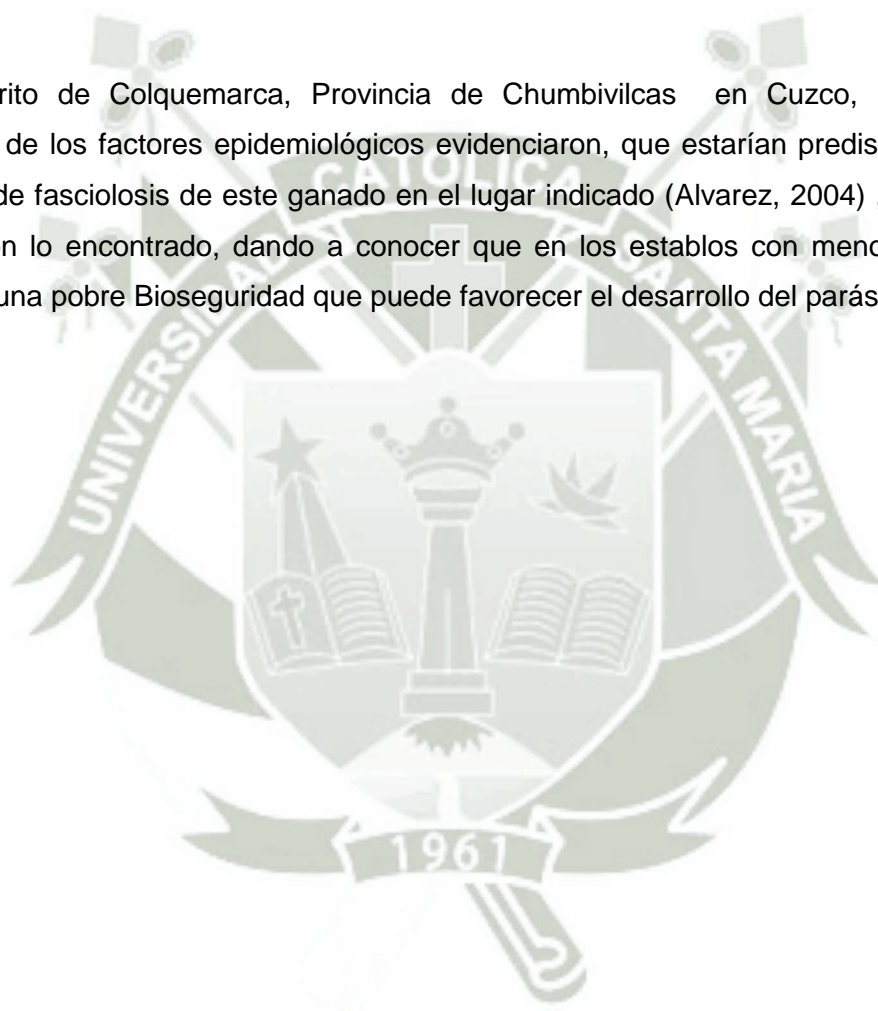 rito de Colquemarca, Provincia de Chumbivilcas en Cuzco,
de los factores epidemiológicos evidenciaron, que estarían predis
de fasciolosis de este ganado en el lugar indicado (Alvarez, 2004) .
n lo encontrado, dando a conocer que en los establos con meno
una pobre Bioseguridad que puede favorecer el desarrollo del parás
UNIVERSIDAD CATOLICA SANTA MARIA
1961